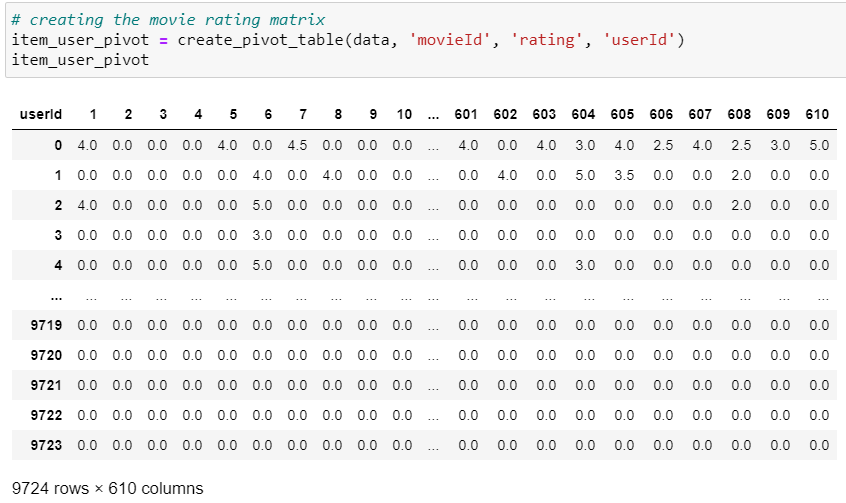 # creating the movie rating matrix
item_user_pivot = create_pivot_table(data, 'movieId', 'rating', 'userId')
item_user_pivot
userId 1 2 3 4 5 6 7 8 9 10 ... 601 602 603 604 605 606 607 608 609 610
0 4.0 0.0 0.0 0.0 4.0 0.0 4.5 0.0 0.0 0.0 ... 4.0 0.0 4.0 3.0 4.0 2.5 4.0 2.5 3.0 5.0
1 0.0 0.0 0.0 0.0 0.0 4.0 0.0 4.0 0.0 0.0 ... 0.0 4.0 0.0 5.0 3.5 0.0 0.0 2.0 0.0 0.0
2 4.0 0.0 0.0 0.0 0.0 5.0 0.0 0.0 0.0 0.0 ... 0.0 0.0 0.0 0.0 0.0 0.0 0.0 2.0 0.0 0.0
3 0.0 0.0 0.0 0.0 0.0 3.0 0.0 0.0 0.0 0.0 ... 0.0 0.0 0.0 0.0 0.0 0.0 0.0 0.0 0.0 0.0
4 0.0 0.0 0.0 0.0 0.0 5.0 0.0 0.0 0.0 0.0 ... 0.0 0.0 0.0 3.0 0.0 0.0 0.0 0.0 0.0 0.0
... ... ... ... ... ... ... ... ... ... ... ... ... ... ... ... ... ... ... ... ... ...
9719 0.0 0.0 0.0 0.0 0.0 0.0 0.0 0.0 0.0 0.0 ... 0.0 0.0 0.0 0.0 0.0 0.0 0.0 0.0 0.0 0.0
9720 0.0 0.0 0.0 0.0 0.0 0.0 0.0 0.0 0.0 0.0 ... 0.0 0.0 0.0 0.0 0.0 0.0 0.0 0.0 0.0 0.0
9721 0.0 0.0 0.0 0.0 0.0 0.0 0.0 0.0 0.0 0.0 ... 0.0 0.0 0.0 0.0 0.0 0.0 0.0 0.0 0.0 0.0
9722 0.0 0.0 0.0 0.0 0.0 0.0 0.0 0.0 0.0 0.0 ... 0.0 0.0 0.0 0.0 0.0 0.0 0.0 0.0 0.0 0.0
9723 0.0 0.0 0.0 0.0 0.0 0.0 0.0 0.0 0.0 0.0 ... 0.0 0.0 0.0 0.0 0.0 0.0 0.0 0.0 0.0 0.0
9724 rows × 610 columns